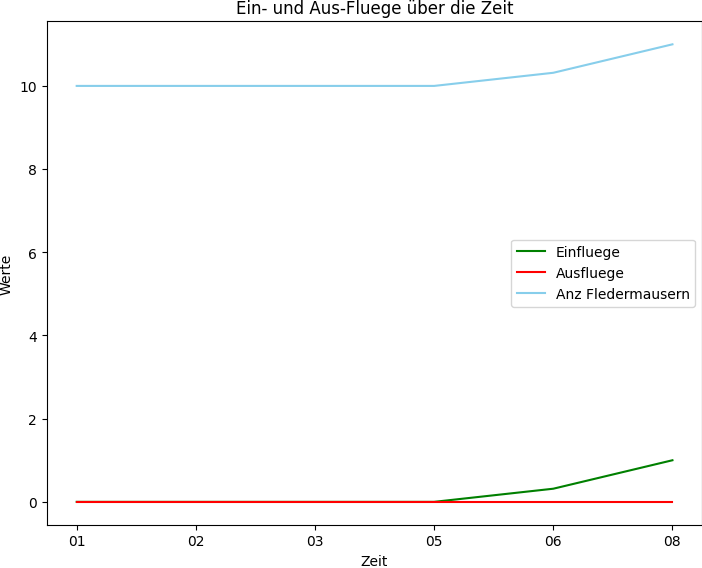 Ein- und Aus-Fluege über die Zeit
Werte
10
8
6
4
2
0
Einfluege
Ausfluege
Anz Fledermausern
01 02 03 05 06 08
Zeit